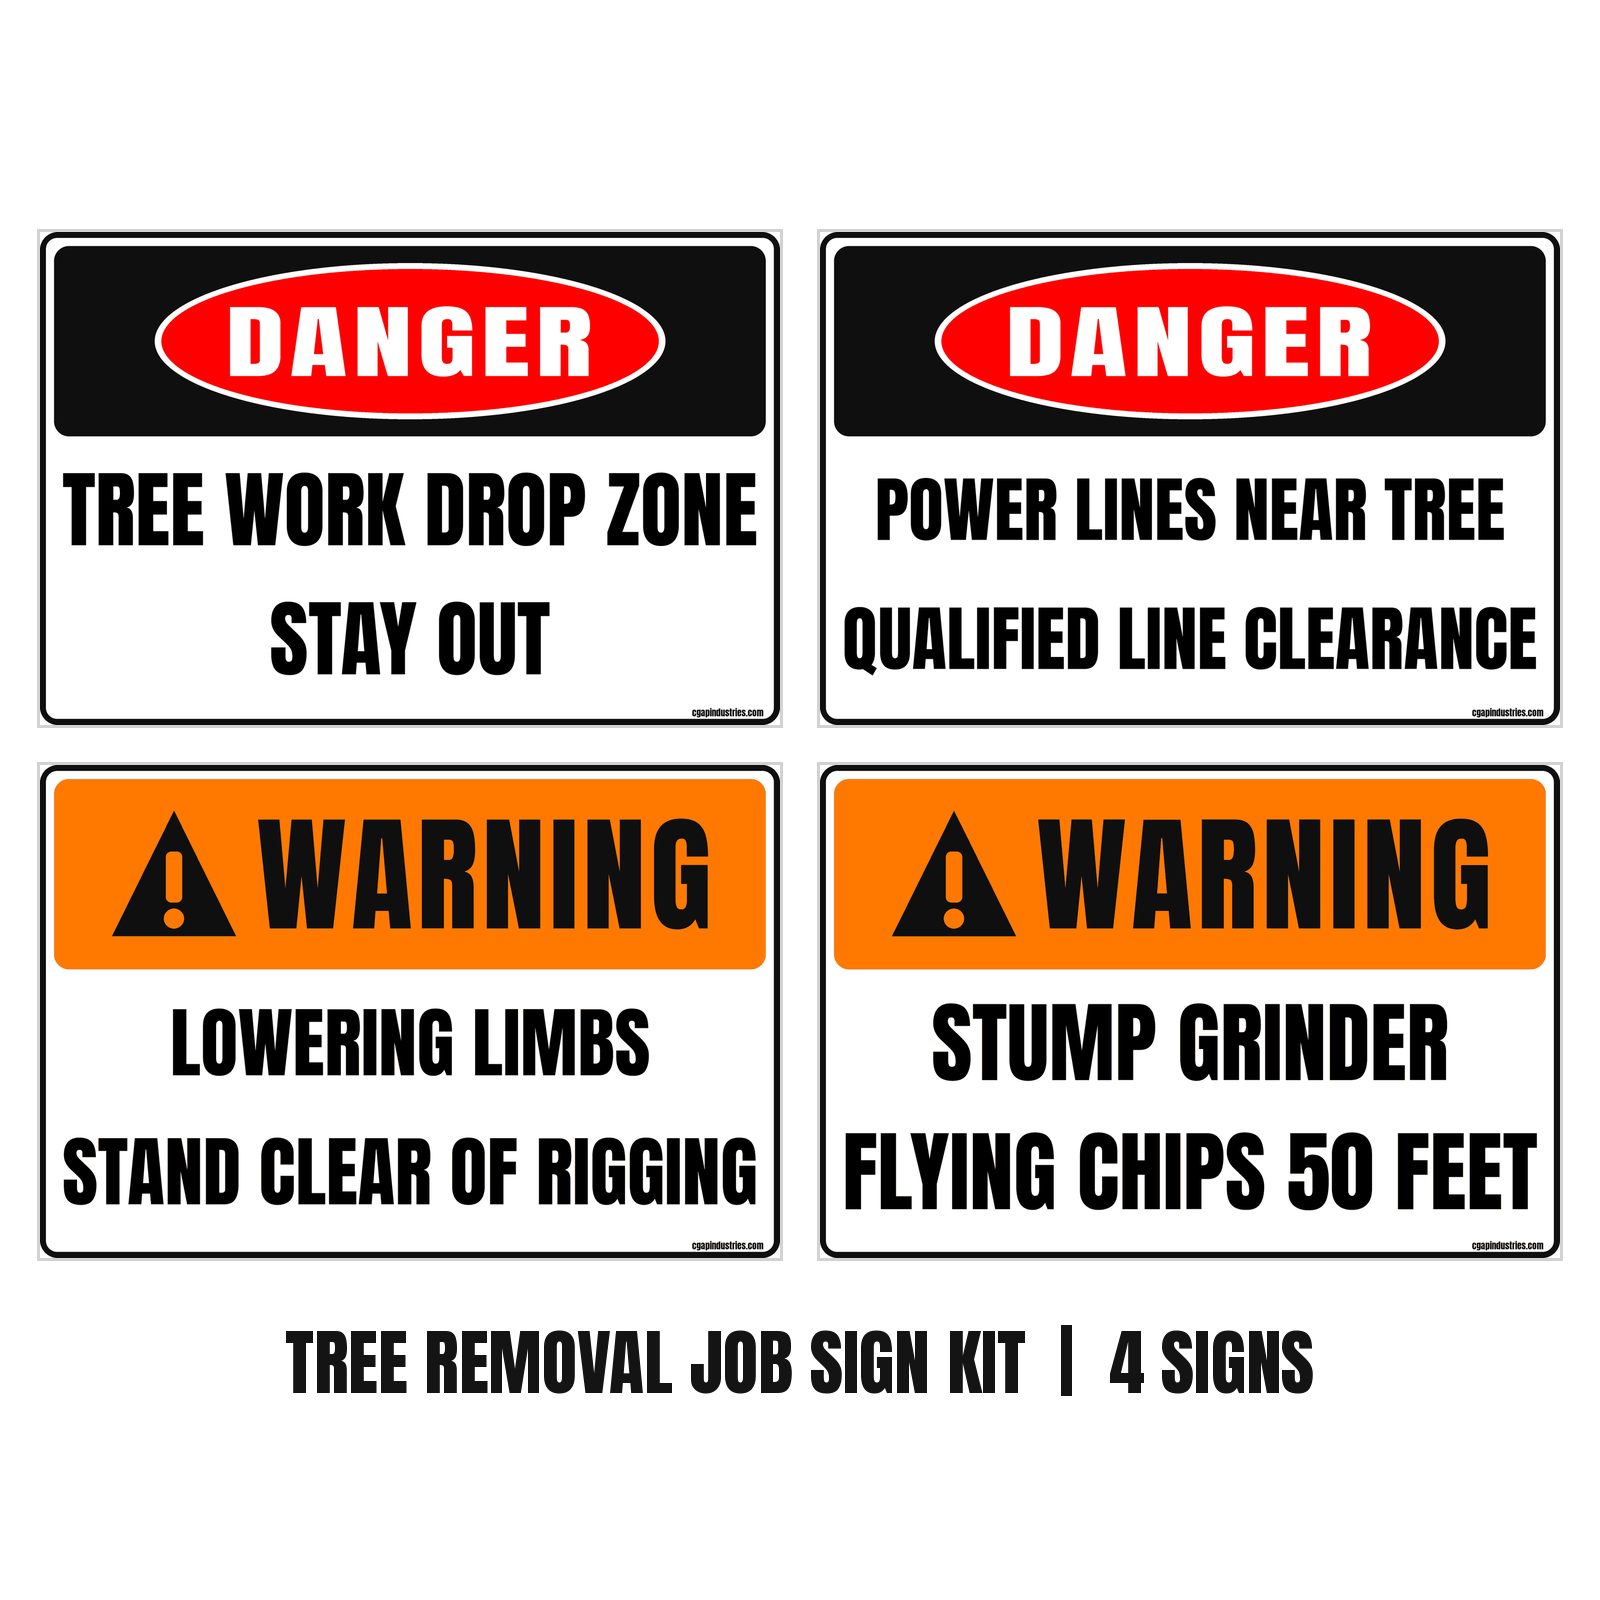 DANGER
TREE WORK DROP ZONE
STAY OUT
cgapindustries.com
DANGER
POWER LINES NEAR TREE
QUALIFIED LINE CLEARANCE
cgapindustries.com
WARNING
LOWERING LIMBS
STAND CLEAR OF RIGGING
cgapindustries.com
WARNING
STUMP GRINDER
FLYING CHIPS 50 FEET
cgapindustries.com
TREE REMOVAL JOB SIGN KIT | 4 SIGNS